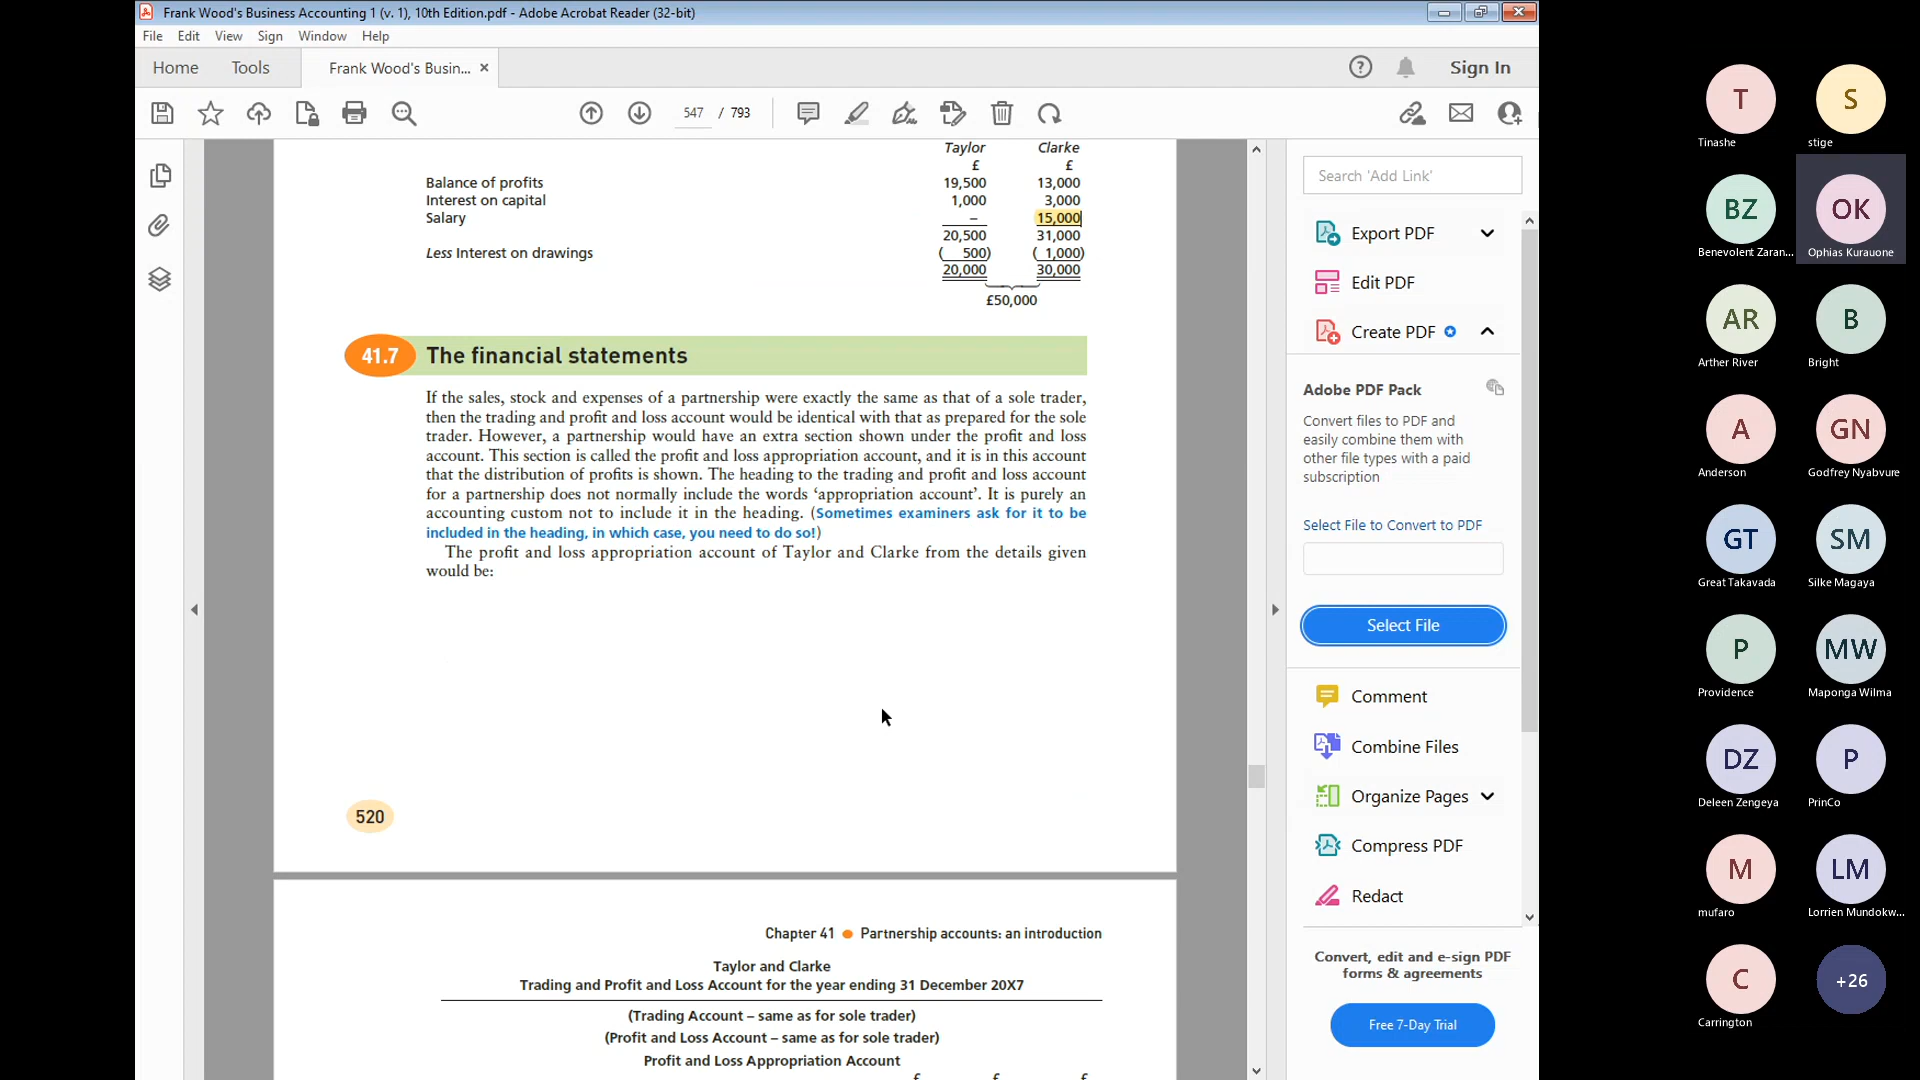 Frank Wood's Business Accounting 1 (v. 1), 10th Edition.pdf - Adobe Acrobat Reader (32-bit)
File Edit View Sign Window Help
Home Tools Frank Wood's Busin... × Sign In
547 / 793
Taylor Clarke
£ £
Balance of profits 19,500 13,000
Interest on capital 1,000 3,000
Salary – 15,000
20,500 31,000
Less Interest on drawings ( 500) ( 1,000)
20,000 30,000
£50,000
41.7 The financial statements
If the sales, stock and expenses of a partnership were exactly the same as that of a sole trader,
then the trading and profit and loss account would be identical with that as prepared for the sole
trader. However, a partnership would have an extra section shown under the profit and loss
account. This section is called the profit and loss appropriation account, and it is in this account
that the distribution of profits is shown. The heading to the trading and profit and loss account
for a partnership does not normally include the words ‘appropriation account’. It is purely an
accounting custom not to include it in the heading. (Sometimes examiners ask for it to be
included in the heading, in which case, you need to do so!)
The profit and loss appropriation account of Taylor and Clarke from the details given
would be:
520
Chapter 41 ● Partnership accounts: an introduction
Taylor and Clarke
Trading and Profit and Loss Account for the year ending 31 December 20X7
(Trading Account – same as for sole trader)
(Profit and Loss Account – same as for sole trader)
Profit and Loss Appropriation Account
£ £ £
Search 'Add Link'
Export PDF
Edit PDF
Create PDF
Adobe PDF Pack
Convert files to PDF and
easily combine them with
other file types with a paid
subscription
Select File to Convert to PDF
Select File
Comment
Combine Files
Organize Pages
Compress PDF
Redact
Convert, edit and e-sign PDF
forms & agreements
Free 7-Day Trial
T S
Tinashe stige
BZ OK
Benevolent Zaran... Ophias Kurauone
AR B
Arther River Bright
A GN
Anderson Godfrey Nyabvure
GT SM
Great Takavada Silke Magaya
P MW
Providence Maponga Wilma
DZ P
Deleen Zengeya PrinCo
M LM
mufaro Lorrien Mundokw...
C +26
Carrington